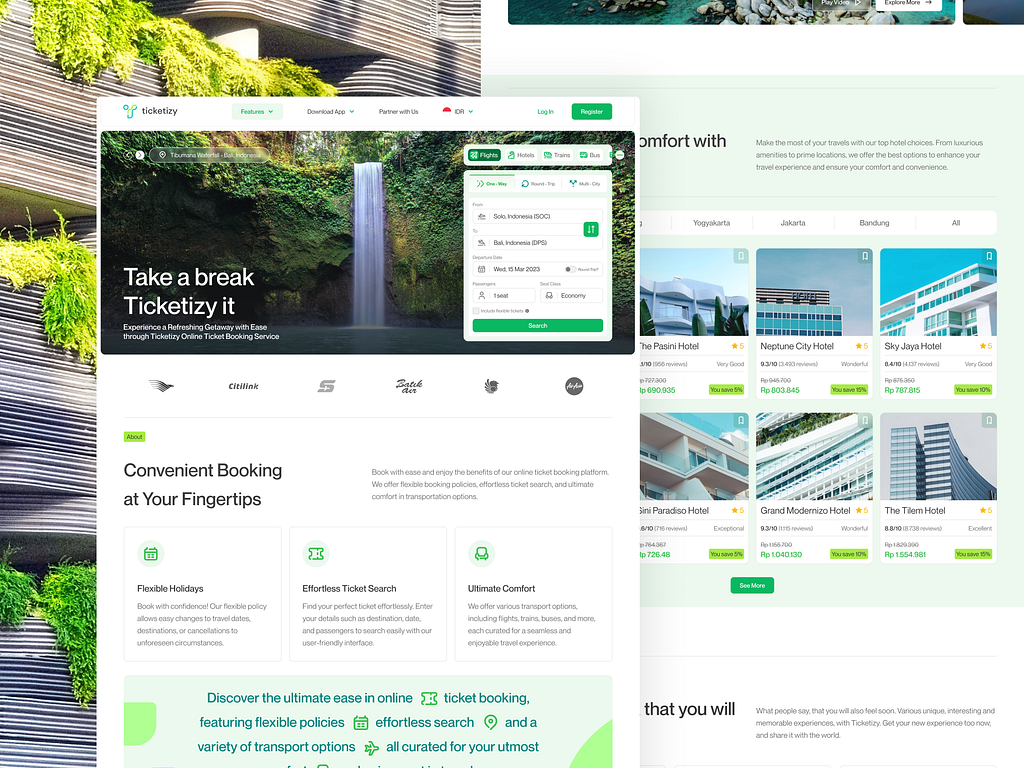 Play Video
Explore More
ticketizy
Features
Download App
Partner with Us
IDR
Log In
Register
Tibumana Waterfall - Bali, Indonesia
Flights
Hotels
Trains
Bus
One - Way
Round - Trip
Multi - City
From
Solo, Indonesia (SOC)
To
Bali, Indonesia (DPS)
Departure Date
Wed, 15 Mar 2023
Round Trip?
Passengers
Seat Class
1 seat
Economy
Include flexible tickets
Search
Take a break
Ticketizy it
Experience a Refreshing Getaway with Ease
through Ticketizy Online Ticket Booking Service
Citilink
Batik
Air
AirAsia
About
Convenient Booking
at Your Fingertips
Book with ease and enjoy the benefits of our online ticket booking platform.
We offer flexible booking policies, effortless ticket search, and ultimate
comfort in transportation options.
Flexible Holidays
Book with confidence! Our flexible policy
allows easy changes to travel dates,
destinations, or cancellations to
unforeseen circumstances.
Effortless Ticket Search
Find your perfect ticket effortlessly. Enter
your details such as destination, date,
and passengers to search easily with our
user-friendly interface.
Ultimate Comfort
We offer various transport options,
including flights, trains, buses, and more,
each curated for a seamless and
enjoyable travel experience.
Discover the ultimate ease in online ticket booking,
featuring flexible policies effortless search and a
variety of transport options all curated for your utmost
omfort with
Make the most of your travels with our top hotel choices. From luxurious
amenities to prime locations, we offer the best options to enhance your
travel experience and ensure your comfort and convenience.
g
Yogyakarta
Jakarta
Bandung
All
The Pasini Hotel
5
.1/10 (956 reviews)
Very Good
Rp 727.300
Rp 690.935
You save 5%
HOTEL
Neptune City Hotel
5
9.3/10 (3.493 reviews)
Wonderful
Rp 945.700
Rp 803.845
You save 15%
Sky Jaya Hotel
5
8.4/10 (4.137 reviews)
Very Good
Rp 875.350
Rp 787.815
You save 10%
Sini Paradiso Hotel
5
.6/10 (716 reviews)
Exceptional
Rp 764.367
Rp 726.48
You save 5%
Grand Modernizo Hotel
5
9.3/10 (1.115 reviews)
Wonderful
Rp 1.155.700
Rp 1.040.130
You save 10%
The Tilem Hotel
5
8.8/10 (8.738 reviews)
Excellent
Rp 1.829.390
Rp 1.554.981
You save 15%
See More
that you will
What people say, that you will also feel soon. Various unique, interesting and
memorable experiences, with Ticketizy. Get your new experience too now,
and share it with the world.